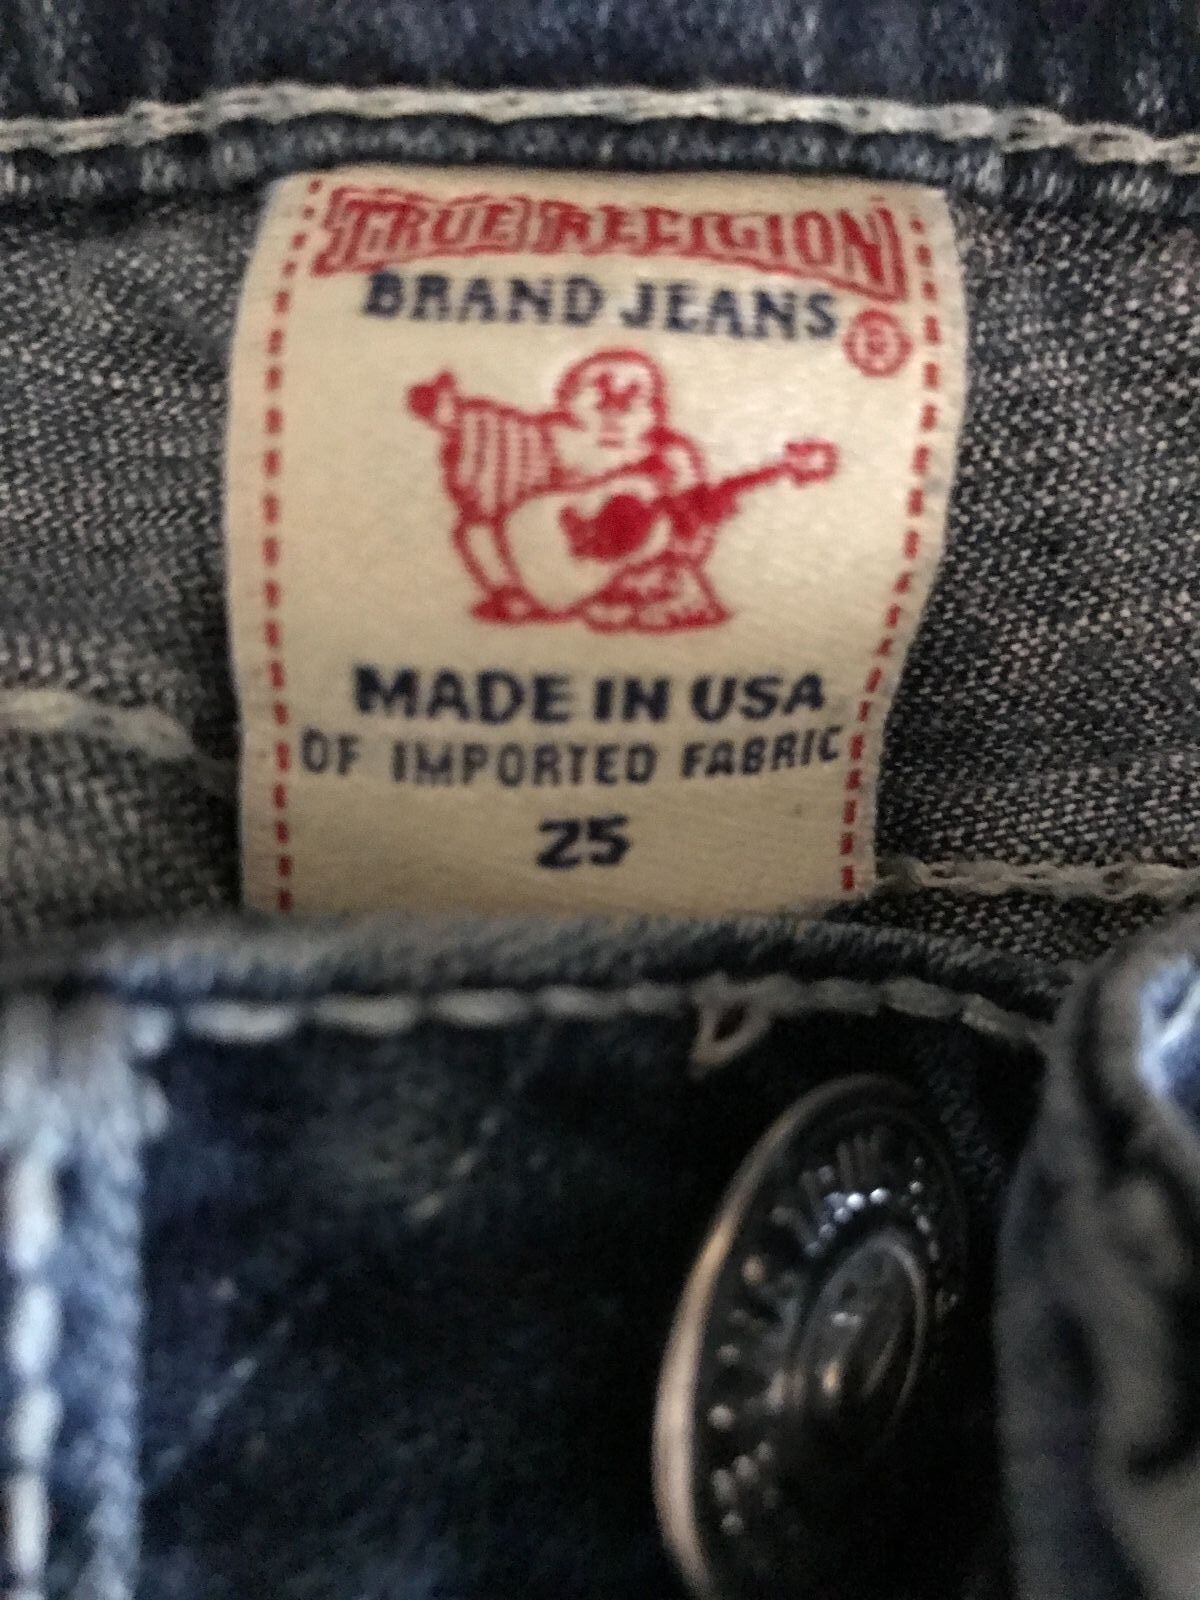 TRUE RELIGION
BRAND JEANS
®
MADE IN USA
OF IMPORTED FABRIC
25